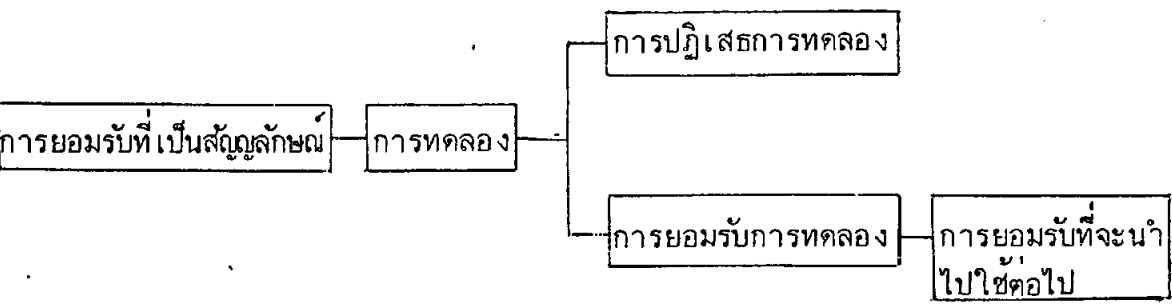 การปฏิเสธการทดลอง
การยอมรับที่เป็นสัญญลักษณ์
การทดลอง
การยอมรับการทดลอง
การยอมรับที่จะนำ
ไปใช้ต่อไป